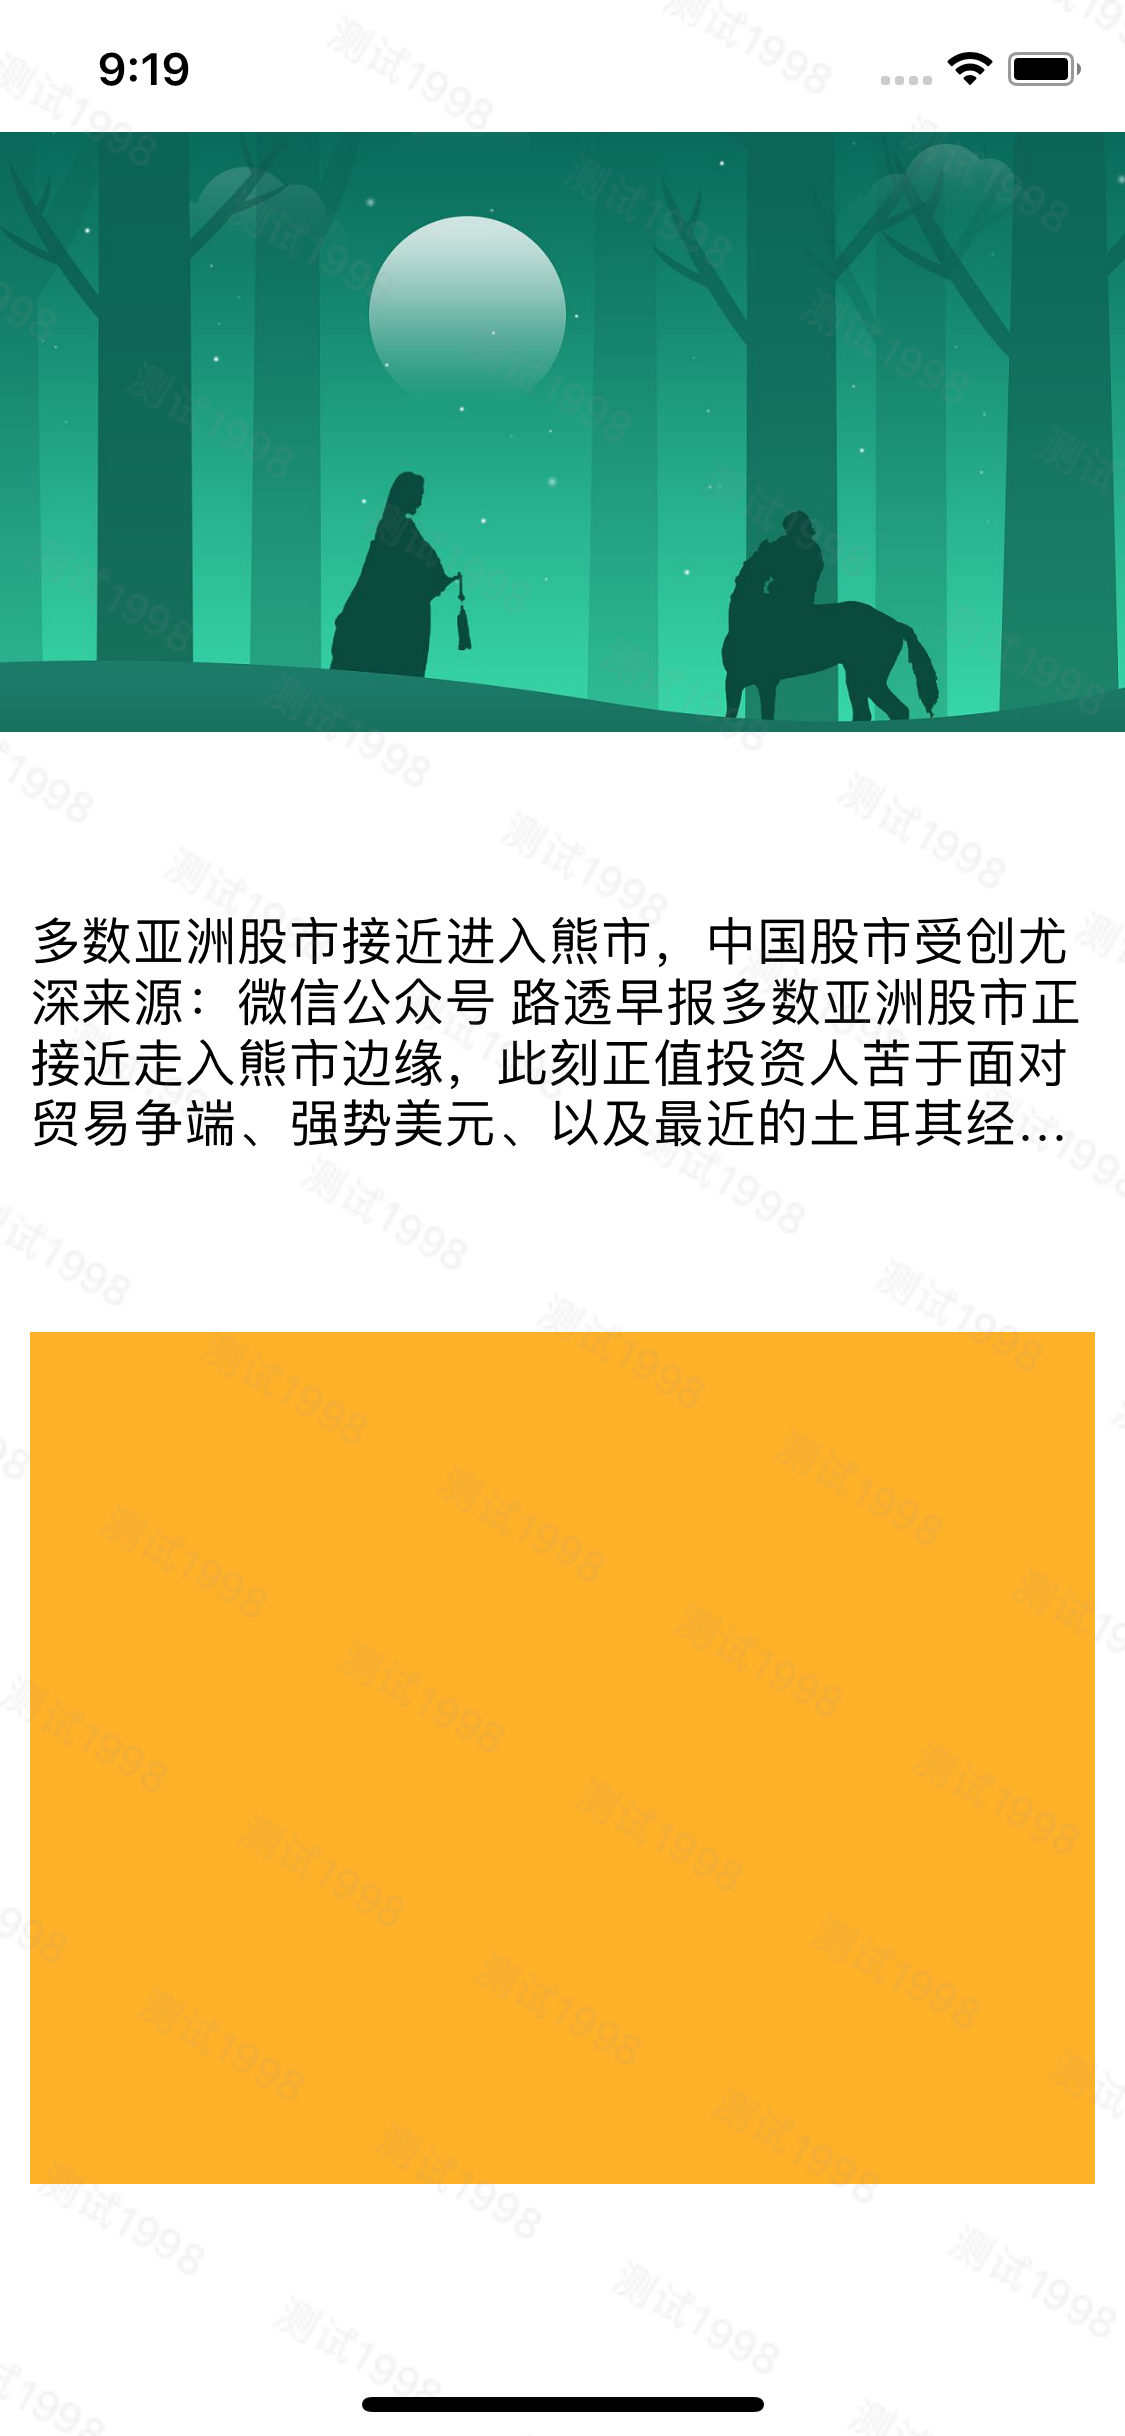 9:19
多数亚洲股市接近进入熊市，中国股市受创尤
深来源：微信公众号 路透早报多数亚洲股市正
接近走入熊市边缘，此刻正值投资人苦于面对
贸易争端、强势美元、以及最近的土耳其经...
测试1998